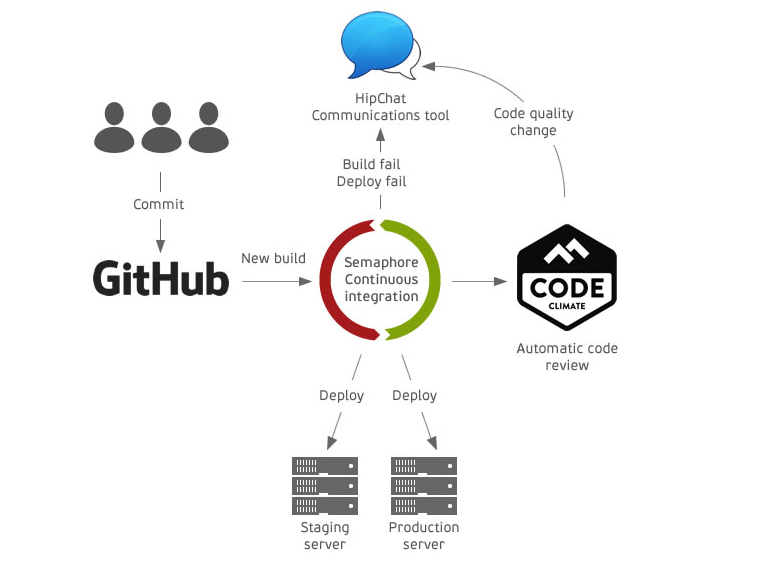 HipChat
Communications tool
Code quality
change
Build fail
Deploy fail
Commit
GitHub
New build
Semaphore
Continuous
integration
CODE
CLIMATE
Automatic code
review
Deploy
Deploy
Staging
server
Production
server